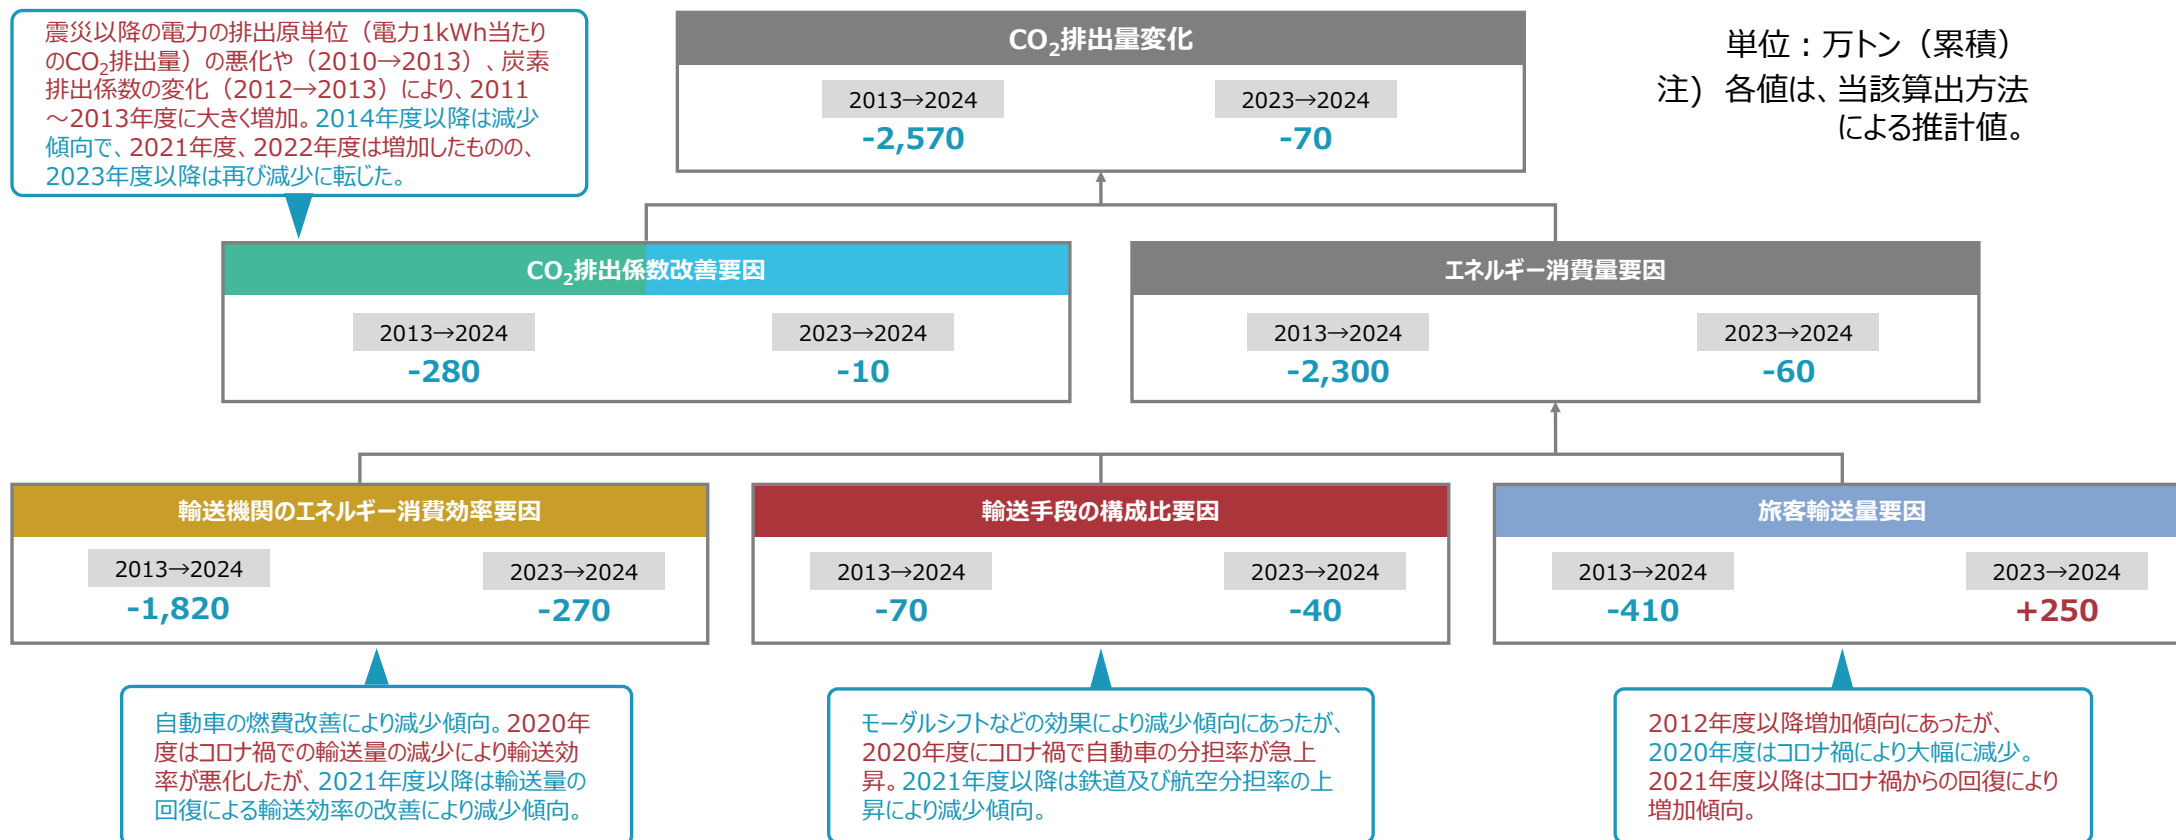 震災以降の電力の排出原単位（電力1kWh当たり
のCO₂排出量）の悪化や（2010→2013）、炭素
排出係数の変化（2012→2013）により、2011
～2013年度に大きく増加。2014年度以降は減少
傾向で、2021年度、2022年度は増加したものの、
2023年度以降は再び減少に転じた。
CO₂排出量変化
2013→2024
2023→2024
-2,570
-70
単位：万トン（累積）
注） 各値は、当該算出方法
による推計値。
CO₂排出係数改善要因
2013→2024
2023→2024
-280
-10
エネルギー消費量要因
2013→2024
2023→2024
-2,300
-60
輸送機関のエネルギー消費効率要因
2013→2024
2023→2024
-1,820
-270
輸送手段の構成比要因
2013→2024
2023→2024
-70
-40
旅客輸送量要因
2013→2024
2023→2024
-410
+250
自動車の燃費改善により減少傾向。2020年
度はコロナ禍での輸送量の減少により輸送効
率が悪化したが、2021年度以降は輸送量の
回復による輸送効率の改善により減少傾向。
モーダルシフトなどの効果により減少傾向にあったが、
2020年度にコロナ禍で自動車の分担率が急上
昇。2021年度以降は鉄道及び航空分担率の上
昇により減少傾向。
2012年度以降増加傾向にあったが、
2020年度はコロナ禍により大幅に減少。
2021年度以降はコロナ禍からの回復により
増加傾向。